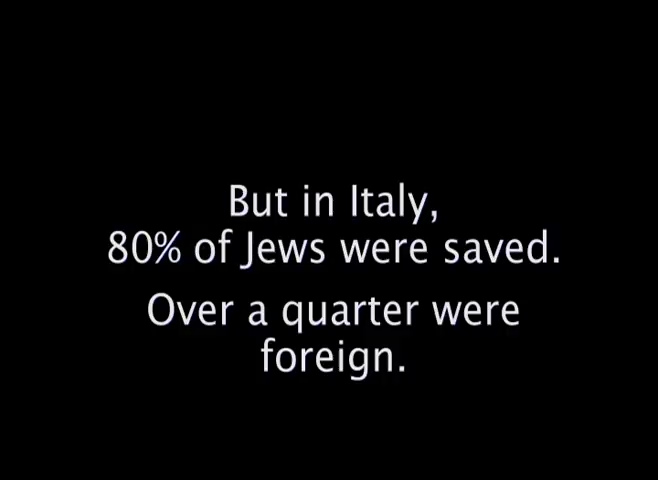 But in Italy,
80% of Jews were saved.
Over a quarter were
foreign.